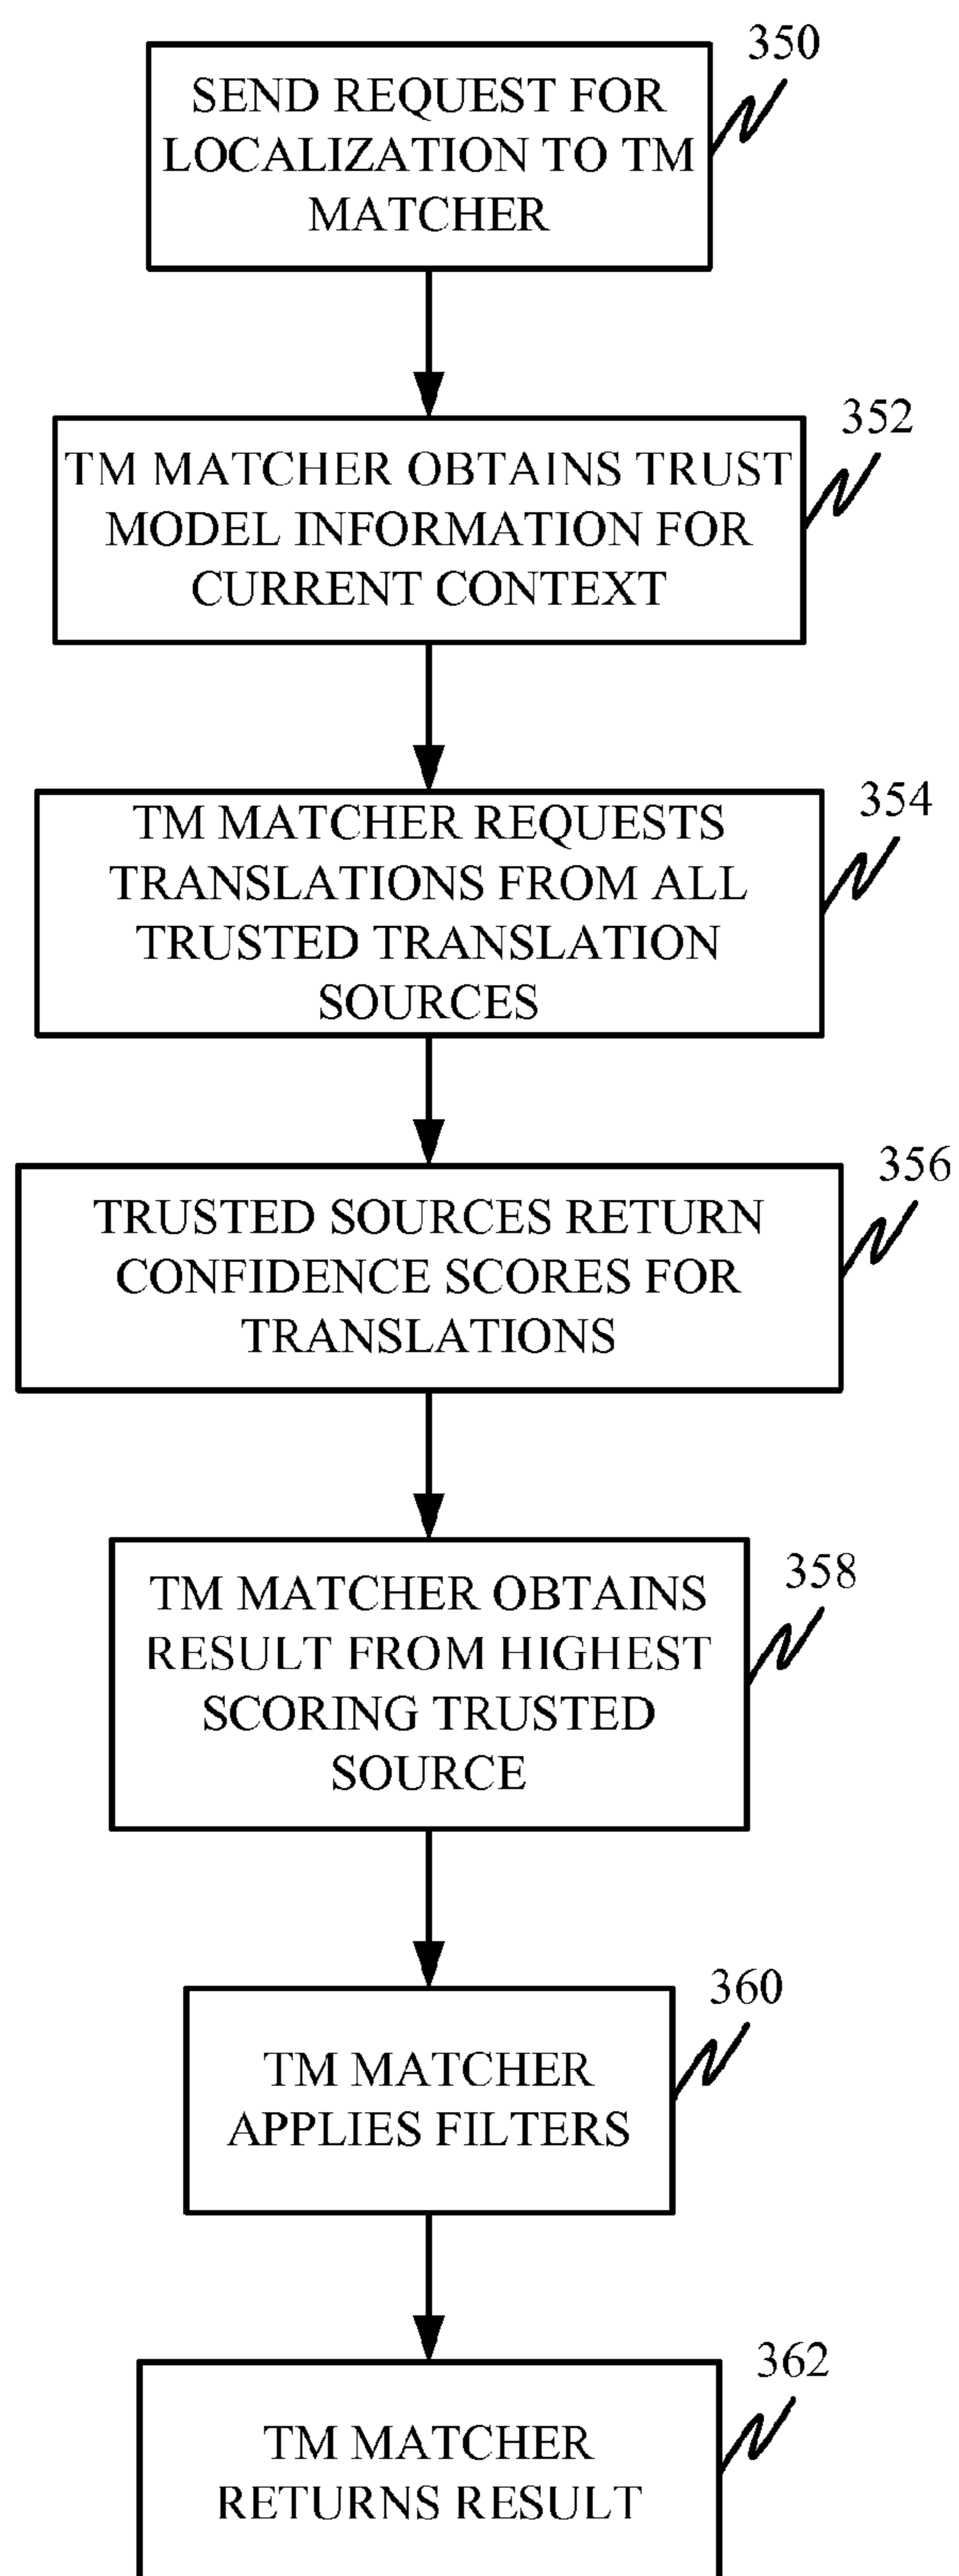 350
SEND REQUEST FOR
LOCALIZATION TO TM
MATCHER
352
TM MATCHER OBTAINS TRUST
MODEL INFORMATION FOR
CURRENT CONTEXT
354
TM MATCHER REQUESTS
TRANSLATIONS FROM ALL
TRUSTED TRANSLATION
SOURCES
356
TRUSTED SOURCES RETURN
CONFIDENCE SCORES FOR
TRANSLATIONS
358
TM MATCHER OBTAINS
RESULT FROM HIGHEST
SCORING TRUSTED
SOURCE
360
TM MATCHER
APPLIES FILTERS
362
TM MATCHER
RETURNS RESULT